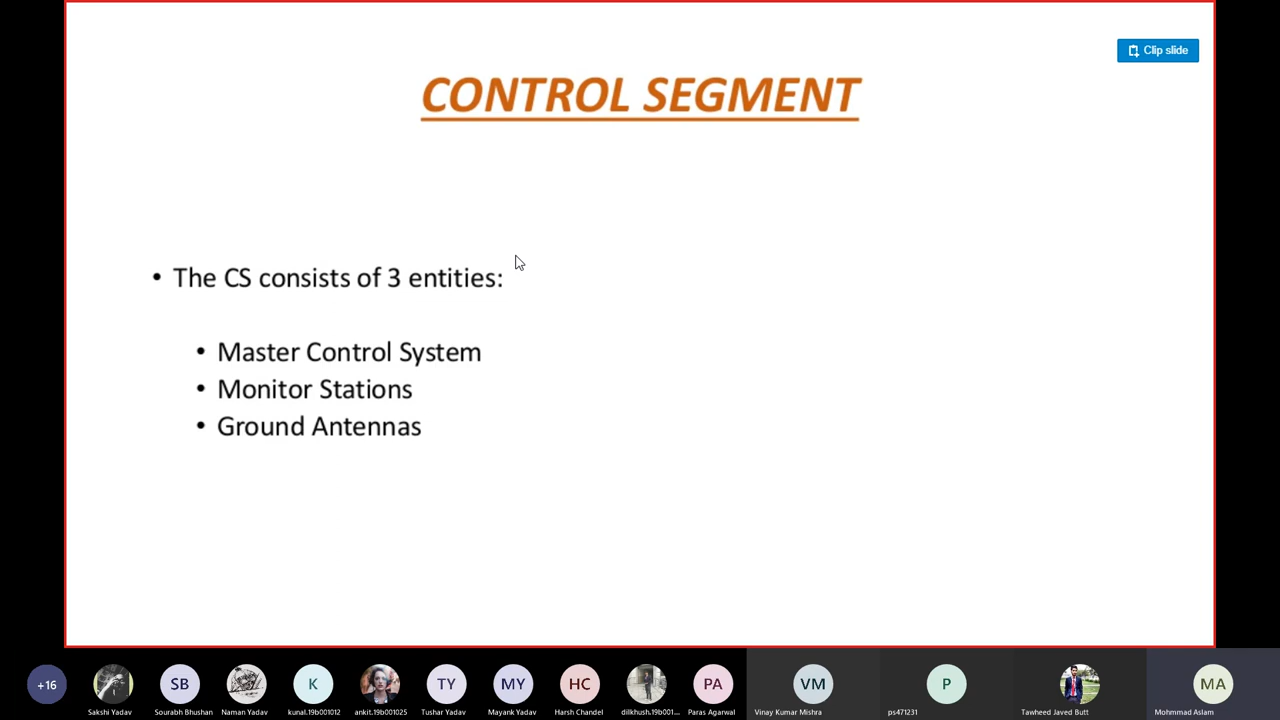 Clip slide
CONTROL SEGMENT
• The CS consists of 3 entities:
• Master Control System
• Monitor Stations
• Ground Antennas
+16
SB
K
TY
MY
HC
PA
VM
P
MA
Sakshi Yadav
Sourabh Bhushan
Naman Yadav
kunal.19b001012
ankit.19b001025
Tushar Yadav
Mayank Yadav
Harsh Chandel
dilkhush.19b001...
Paras Agarwal
Vinay Kumar Mishra
ps471231
Tawheed Javed Butt
Mohmmad Aslam